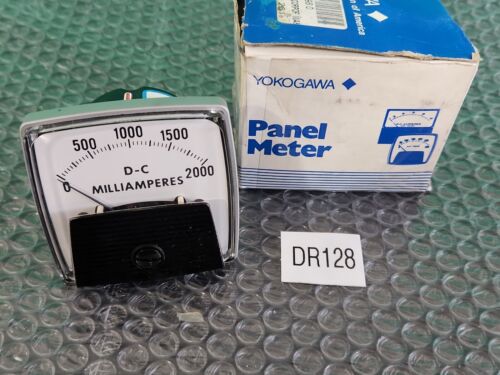 0
500
1000
1500
2000
D-C
MILLIAMPERES
YOKOGAWA
Panel
Meter
DR128
of America